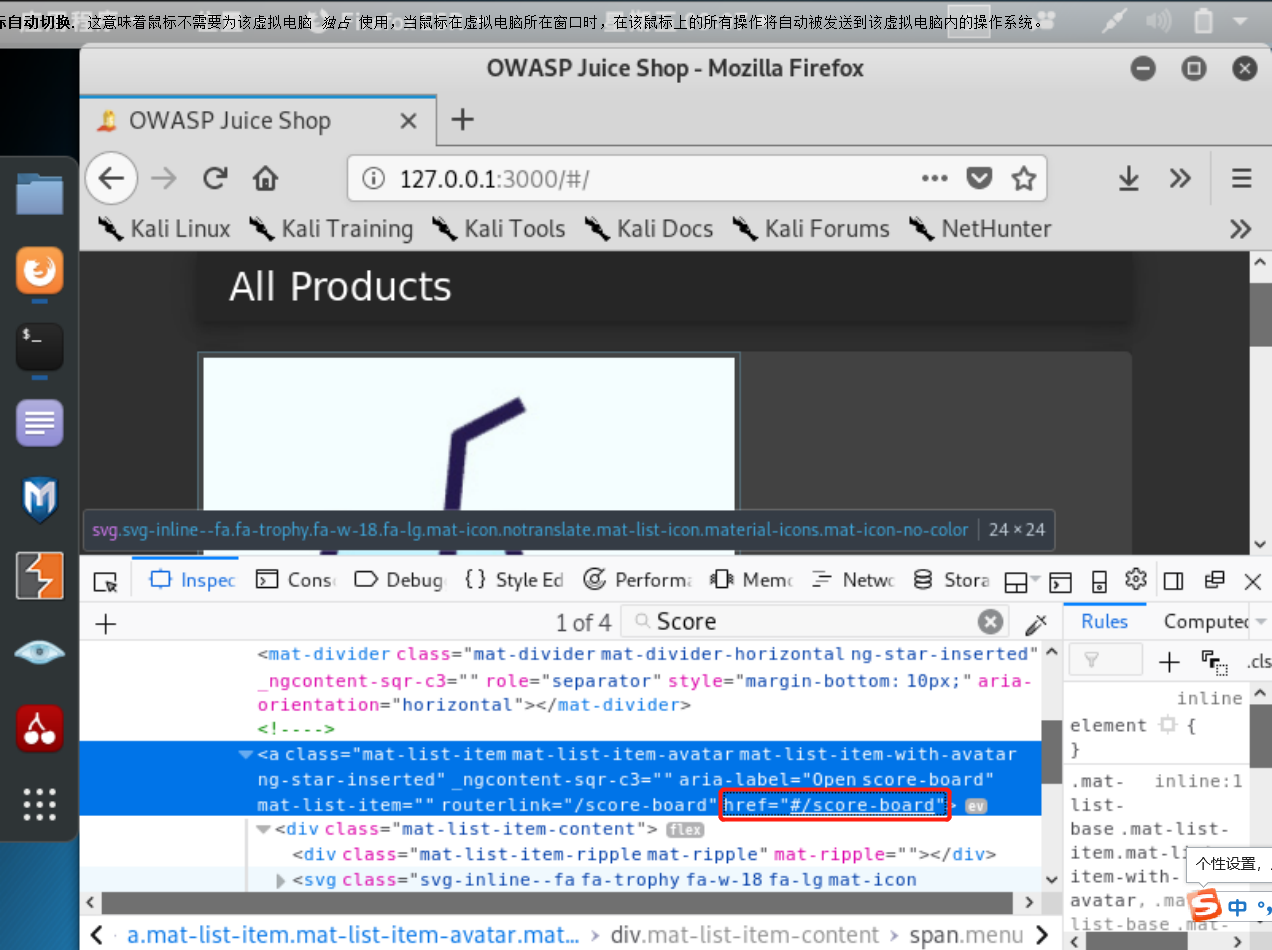 标自动切换. 这意味着鼠标不需要为该虚拟电脑 独占 使用，当鼠标在虚拟电脑所在窗口时，在该鼠标上的所有操作将自动被发送到该虚拟电脑内的操作系统。
OWASP Juice Shop - Mozilla Firefox
OWASP Juice Shop
127.0.0.1:3000/#/
Kali Linux Kali Training Kali Tools Kali Docs Kali Forums NetHunter
All Products
svg.svg-inline--fa.fa-trophy.fa-w-18.fa-lg.mat-icon.notranslate.mat-list-icon.material-icons.mat-icon-no-color 24 × 24
Inspec Cons Debug {} Style Ed Performa Memo Netwo Stora
1 of 4 Score
Rules Computed
<mat-divider class="mat-divider mat-divider-horizontal ng-star-inserted"
_ngcontent-sqr-c3="" role="separator" style="margin-bottom: 10px;" aria-
orientation="horizontal"></mat-divider>
<!---->
<a class="mat-list-item mat-list-item-avatar mat-list-item-with-avatar
ng-star-inserted" _ngcontent-sqr-c3="" aria-label="Open score-board"
mat-list-item="" routerlink="/score-board" href="#/score-board"> ev
<div class="mat-list-item-content"> flex
<div class="mat-list-item-ripple mat-ripple" mat-ripple=""></div>
<svg class="svg-inline--fa fa-trophy fa-w-18 fa-lg mat-icon
a.mat-list-item.mat-list-item-avatar.mat… div.mat-list-item-content span.menu
.cls
inline
element {
}
.mat- inline:1
list-
base .mat-list-
item.mat-li
item-with-
avatar, .ma
list-base .mat-
个性设置，
S 中 °,